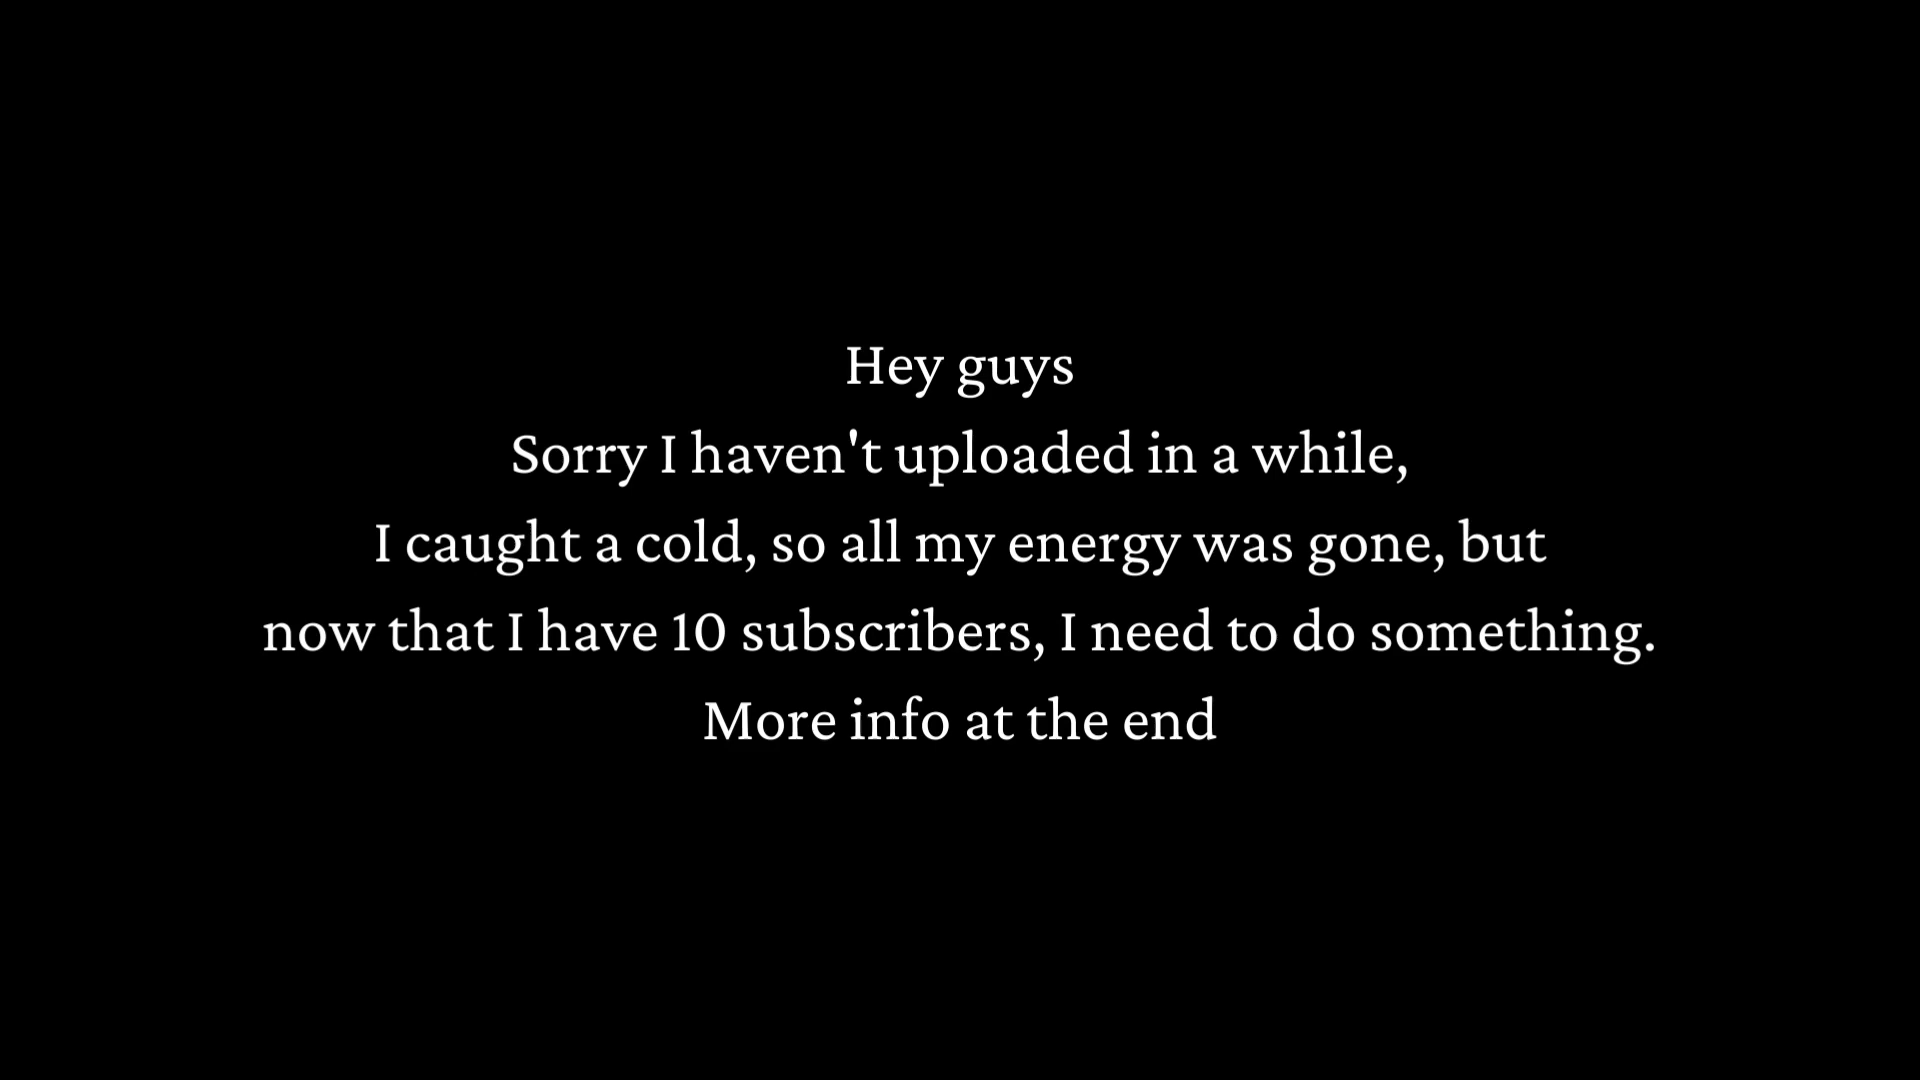 Hey guys
Sorry I haven't uploaded in a while,
I caught a cold, so all my energy was gone, but
now that I have 10 subscribers, I need to do something.
More info at the end